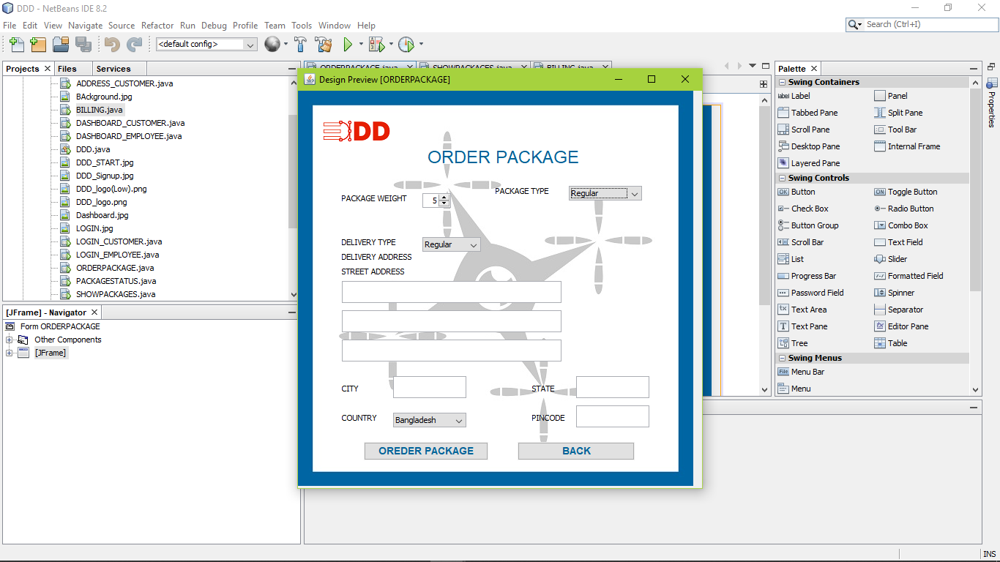 DDD - NetBeans IDE 8.2
File Edit View Navigate Source Refactor Run Debug Profile Team Tools Window Help
Search (Ctrl+I)
<default config>
Projects Files Services
ADDRESS_CUSTOMER.java
BAckground.jpg
BILLING.java
DASHBOARD_CUSTOMER.java
DASHBOARD_EMPLOYEE.java
DDD.java
DDD_START.jpg
DDD_Signup.jpg
DDD_logo(Low).png
DDD_logo.png
Dashboard.jpg
LOGIN.jpg
LOGIN_CUSTOMER.java
LOGIN_EMPLOYEE.java
ORDERPACKAGE.java
PACKAGESTATUS.java
SHOWPACKAGES.java
[JFrame] - Navigator
Form ORDERPACKAGE
Other Components
[JFrame]
ORDERPACKAGE.java SHOWPACKAGES.java BILLING.java
Design Preview [ORDERPACKAGE]
DDD
ORDER PACKAGE
PACKAGE WEIGHT 5 PACKAGE TYPE Regular
DELIVERY TYPE Regular
DELIVERY ADDRESS
STREET ADDRESS
CITY STATE
COUNTRY Bangladesh PINCODE
OREDER PACKAGE BACK
Palette
Swing Containers
label Label Panel
Tabbed Pane Split Pane
Scroll Pane Tool Bar
Desktop Pane Internal Frame
Layered Pane
Swing Controls
OK Button ON Toggle Button
Check Box Radio Button
Button Group Combo Box
Scroll Bar Text Field
List Slider
Progress Bar Formatted Field
Password Field Spinner
Text Area Separator
T Text Pane Editor Pane
Tree Table
Swing Menus
File Menu Bar
Menu
Properties
INS